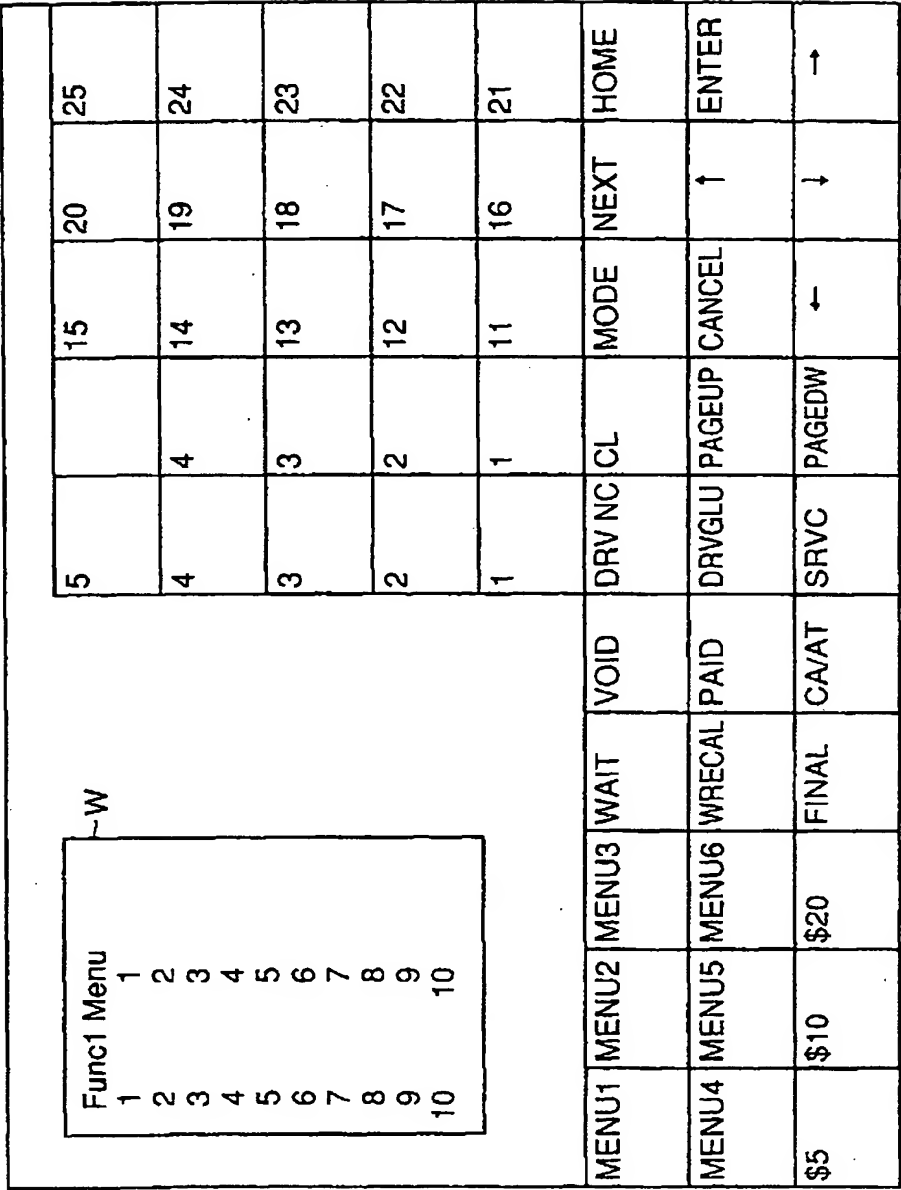 Func1 Menu
1 1
2 2
3 3
4 4
5 5
6 6
7 7
8 8
9 9
10 10
~W
5 15 20 25
4 4 14 19 24
3 3 13 18 23
2 2 12 17 22
1 1 11 16 21
MENU1 MENU2 MENU3 WAIT VOID DRV NC CL MODE NEXT HOME
MENU4 MENU5 MENU6 WRECAL PAID DRVGLU PAGEUP CANCEL ↑ ENTER
$5 $10 $20 FINAL CA/AT SRVC PAGEDW ← ↓ →